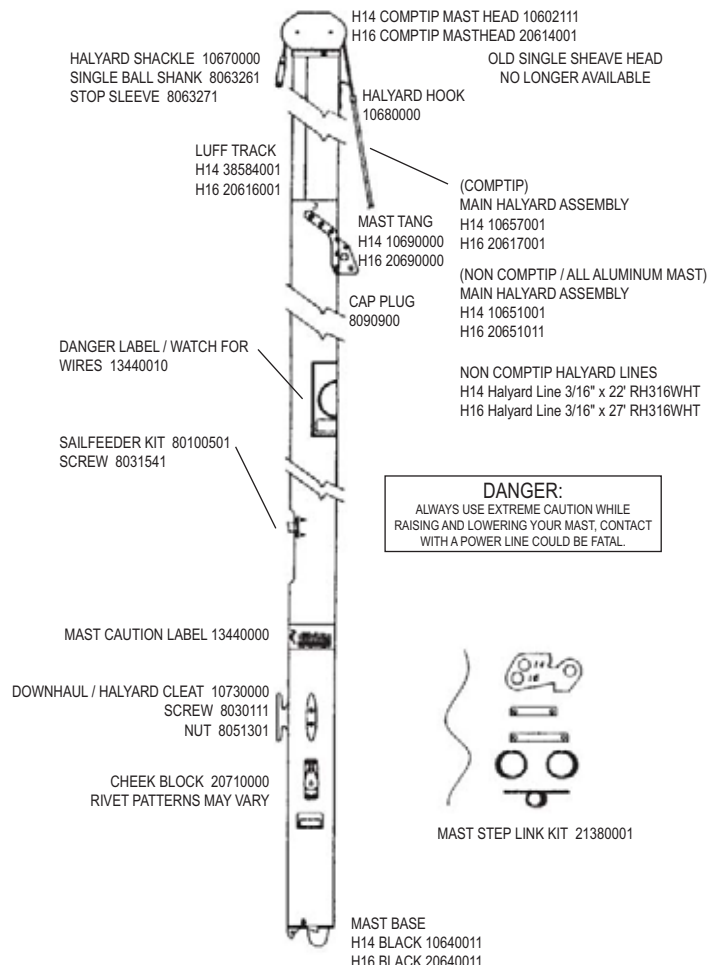 H14 COMPTIP MAST HEAD 10602111
H16 COMPTIP MASTHEAD 20614001
HALYARD SHACKLE 10670000
SINGLE BALL SHANK 8063261
STOP SLEEVE 8063271
OLD SINGLE SHEAVE HEAD
NO LONGER AVAILABLE
HALYARD HOOK
10680000
LUFF TRACK
H14 38584001
H16 20616001
(COMPTIP)
MAIN HALYARD ASSEMBLY
H14 10657001
H16 20617001
MAST TANG
H14 10690000
H16 20690000
(NON COMPTIP / ALL ALUMINUM MAST)
MAIN HALYARD ASSEMBLY
H14 10651001
H16 20651011
CAP PLUG
8090900
DANGER LABEL / WATCH FOR
WIRES 13440010
NON COMPTIP HALYARD LINES
H14 Halyard Line 3/16" x 22' RH316WHT
H16 Halyard Line 3/16" x 27' RH316WHT
SAILFEEDER KIT 80100501
SCREW 8031541
DANGER:
ALWAYS USE EXTREME CAUTION WHILE
RAISING AND LOWERING YOUR MAST, CONTACT
WITH A POWER LINE COULD BE FATAL.
MAST CAUTION LABEL 13440000
14
16
DOWNHAUL / HALYARD CLEAT 10730000
SCREW 8030111
NUT 8051301
CHEEK BLOCK 20710000
RIVET PATTERNS MAY VARY
MAST STEP LINK KIT 21380001
MAST BASE
H14 BLACK 10640011
H16 BLACK 20640011